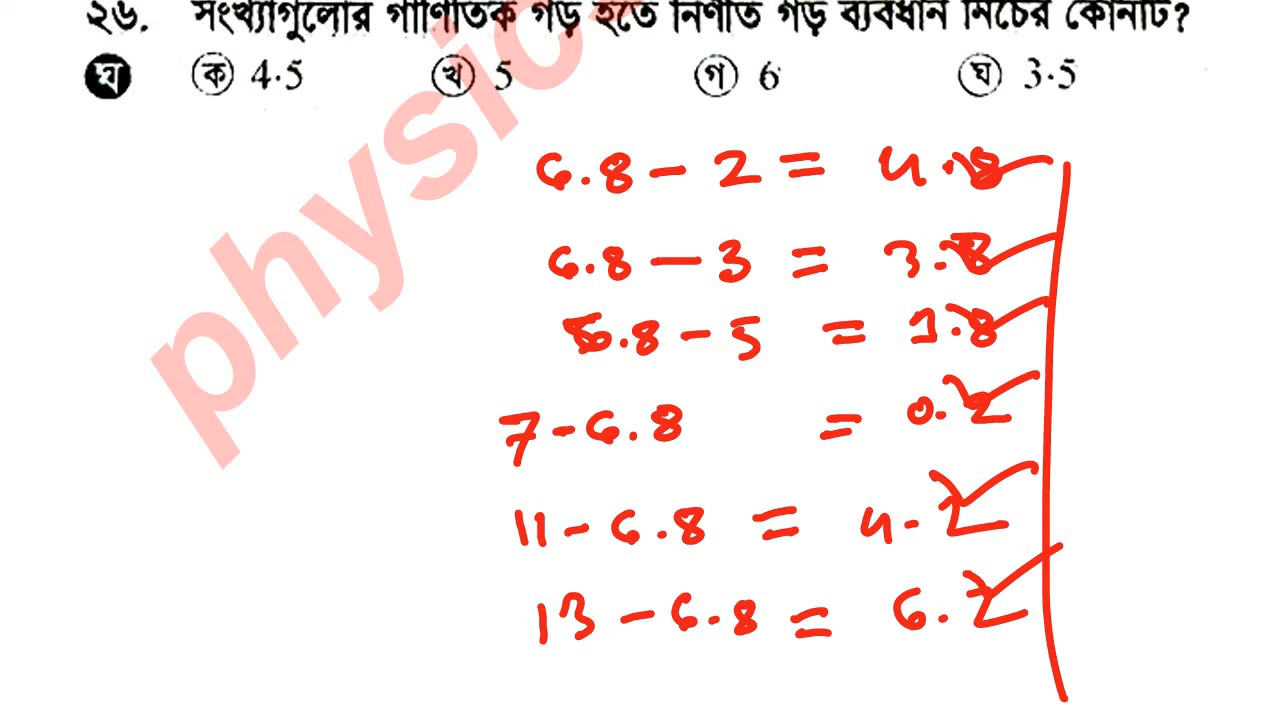 ২৬. সংখ্যাগুলোর গাণিতিক গড় হতে নির্ণীত গড় ব্যবধান নিচের কোনটি?
ঘ ক 4·5 খ 5 গ 6 ঘ 3·5
physic
6.8 - 2 = 4.8
6.8 - 3 = 3.8
6.8 - 5 = 1.8
7 - 6.8 = 0.2
11 - 6.8 = 4.2
13 - 6.8 = 6.2